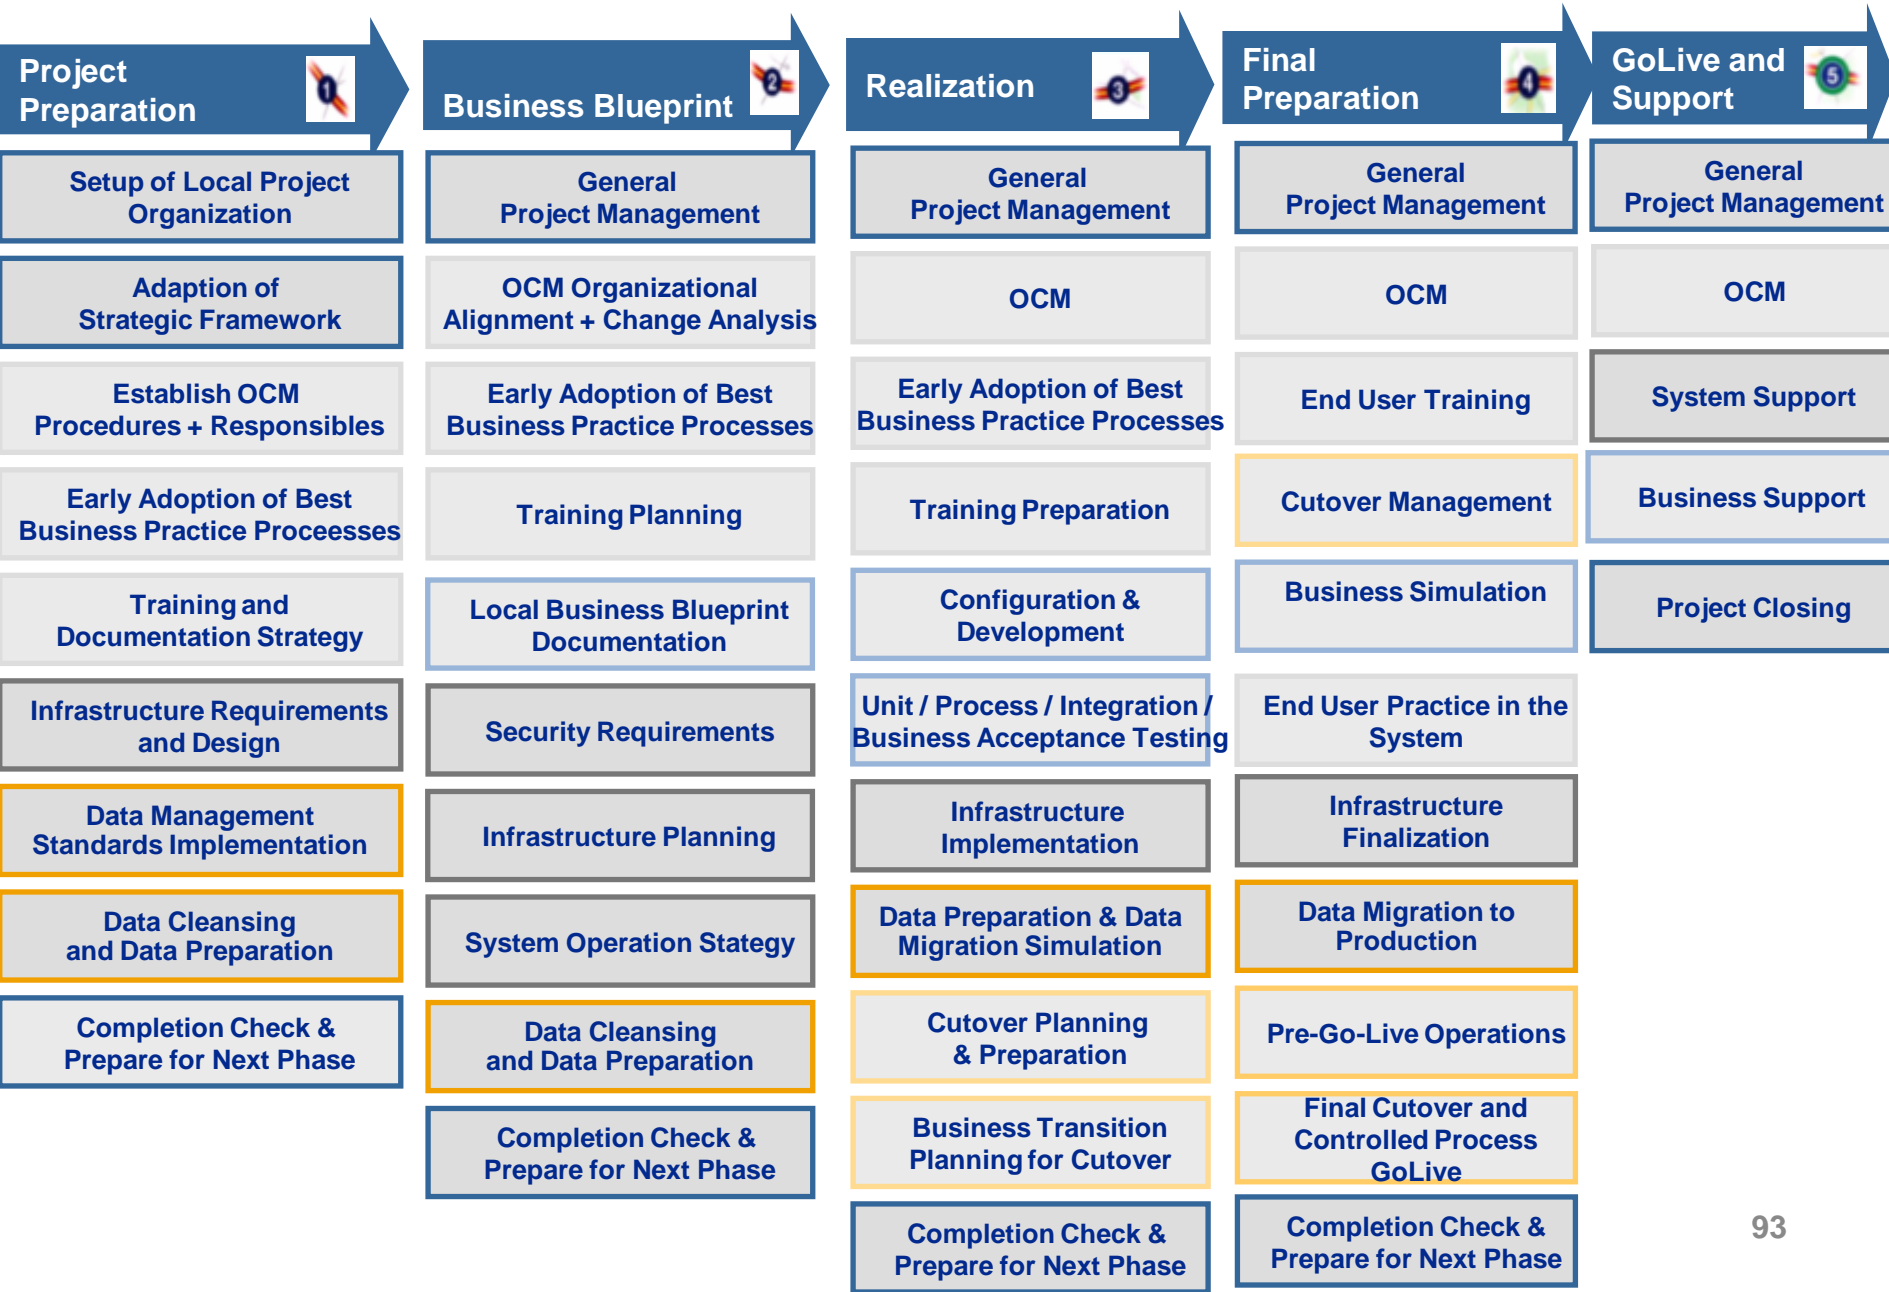 Project
Preparation
1
Business Blueprint
2
Realization
3
Final
Preparation
4
GoLive and
Support
5
Setup of Local Project
Organization
Adaption of
Strategic Framework
Establish OCM
Procedures + Responsibles
Early Adoption of Best
Business Practice Proceesses
Training and
Documentation Strategy
Infrastructure Requirements
and Design
Data Management
Standards Implementation
Data Cleansing
and Data Preparation
Completion Check &
Prepare for Next Phase
General
Project Management
OCM Organizational
Alignment + Change Analysis
Early Adoption of Best
Business Practice Processes
Training Planning
Local Business Blueprint
Documentation
Security Requirements
Infrastructure Planning
System Operation Stategy
Data Cleansing
and Data Preparation
Completion Check &
Prepare for Next Phase
General
Project Management
OCM
Early Adoption of Best
Business Practice Processes
Training Preparation
Configuration &
Development
Unit / Process / Integration /
Business Acceptance Testing
Infrastructure
Implementation
Data Preparation & Data
Migration Simulation
Cutover Planning
& Preparation
Business Transition
Planning for Cutover
Completion Check &
Prepare for Next Phase
General
Project Management
OCM
End User Training
Cutover Management
Business Simulation
End User Practice in the
System
Infrastructure
Finalization
Data Migration to
Production
Pre-Go-Live Operations
Final Cutover and
Controlled Process
GoLive
Completion Check &
Prepare for Next Phase
General
Project Management
OCM
System Support
Business Support
Project Closing
93